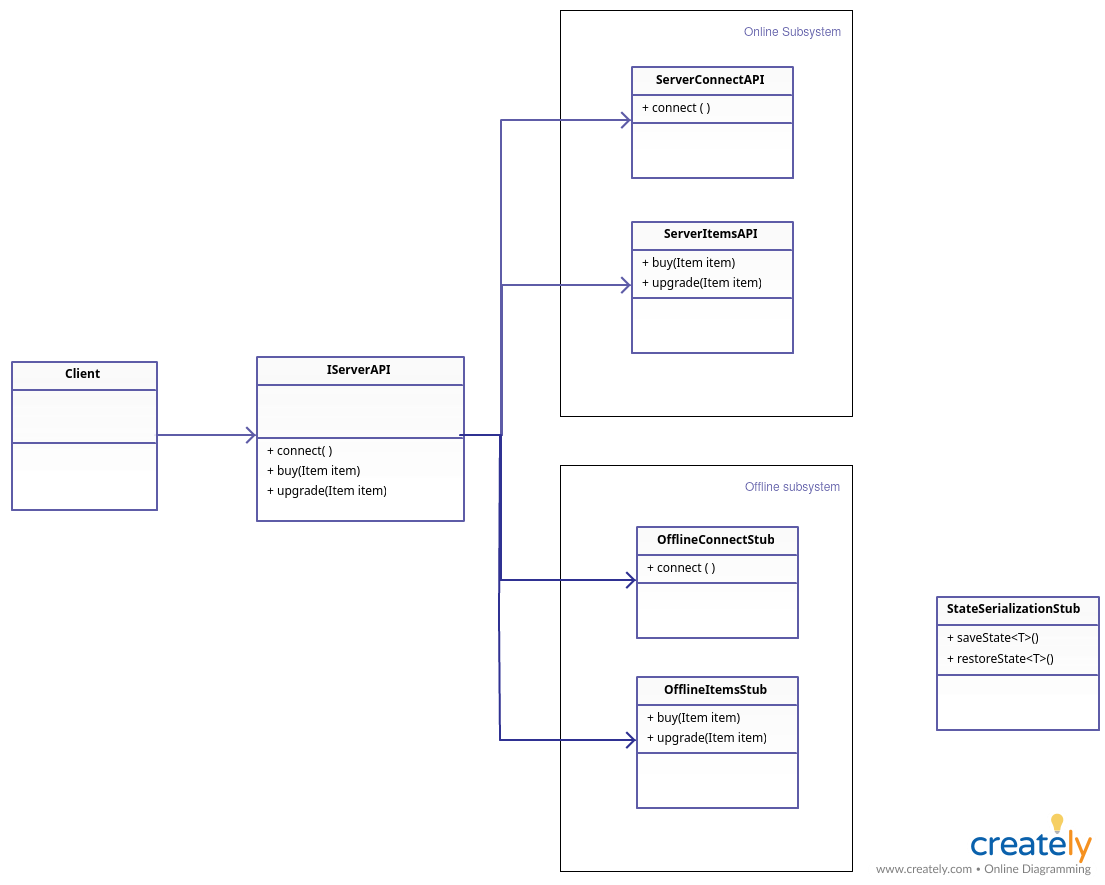 Online Subsystem
ServerConnectAPI
+ connect ( )
ServerItemsAPI
+ buy(Item item)
+ upgrade(Item item)
Client
IServerAPI
+ connect( )
+ buy(Item item)
+ upgrade(Item item)
Offline subsystem
OfflineConnectStub
+ connect ( )
OfflineItemsStub
+ buy(Item item)
+ upgrade(Item item)
StateSerializationStub
+ saveState<T>()
+ restoreState<T>()
creately
www.creately.com • Online Diagramming